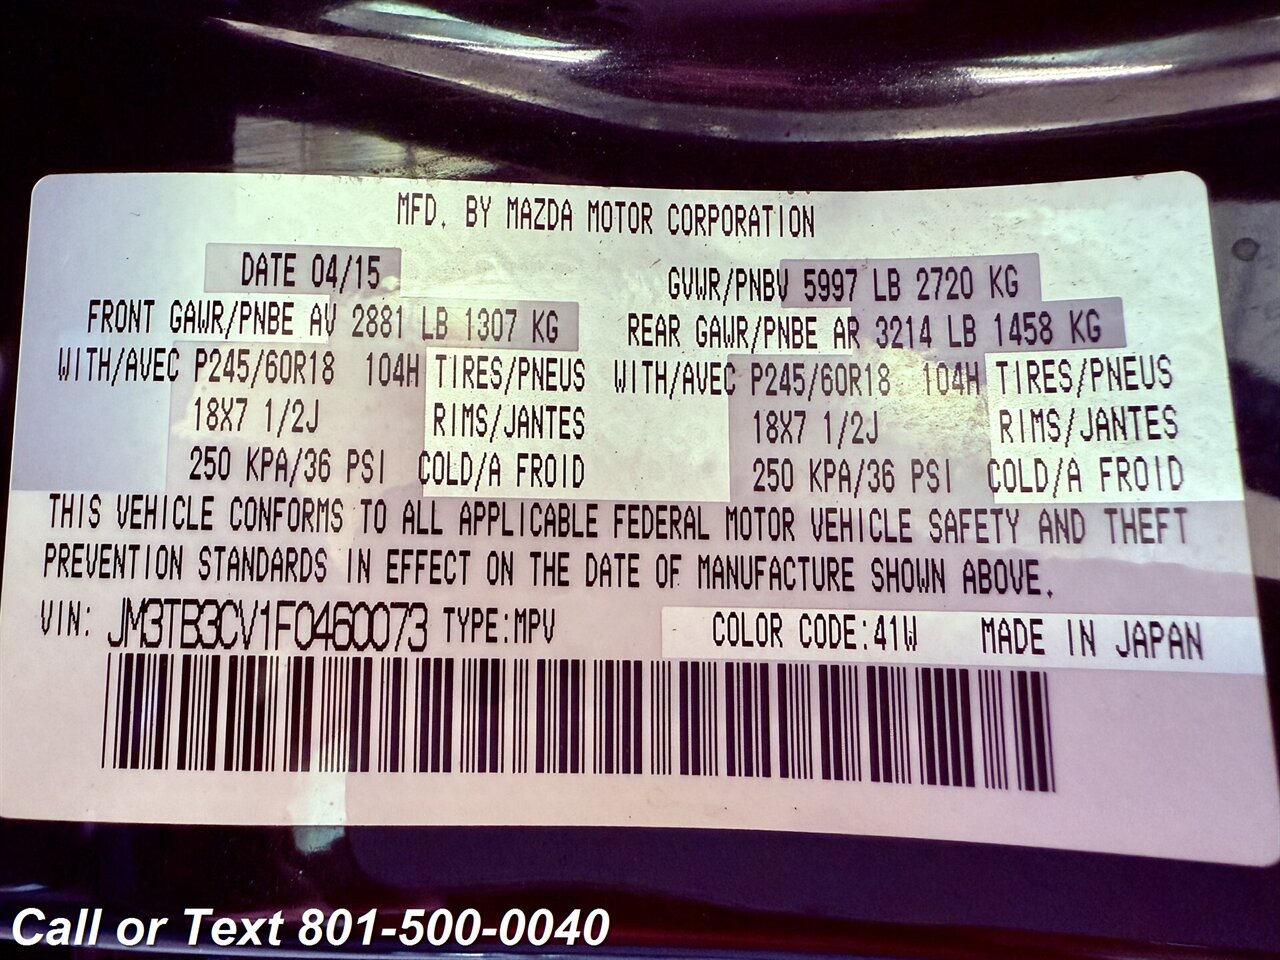 MFD. BY MAZDA MOTOR CORPORATION
DATE 04/15 GVWR/PNBV 5997 LB 2720 KG
FRONT GAWR/PNBE AV 2881 LB 1307 KG REAR GAWR/PNBE AR 3214 LB 1458 KG
WITH/AVEC P245/60R18 104H TIRES/PNEUS WITH/AVEC P245/60R18 104H TIRES/PNEUS
18X7 1/2J RIMS/JANTES 18X7 1/2J RIMS/JANTES
250 KPA/36 PSI COLD/A FROID 250 KPA/36 PSI COLD/A FROID
THIS VEHICLE CONFORMS TO ALL APPLICABLE FEDERAL MOTOR VEHICLE SAFETY AND THEFT
PREVENTION STANDARDS IN EFFECT ON THE DATE OF MANUFACTURE SHOWN ABOVE.
VIN: JM3TB3CV1F0460073 TYPE:MPV COLOR CODE:41W MADE IN JAPAN
Call or Text 801-500-0040